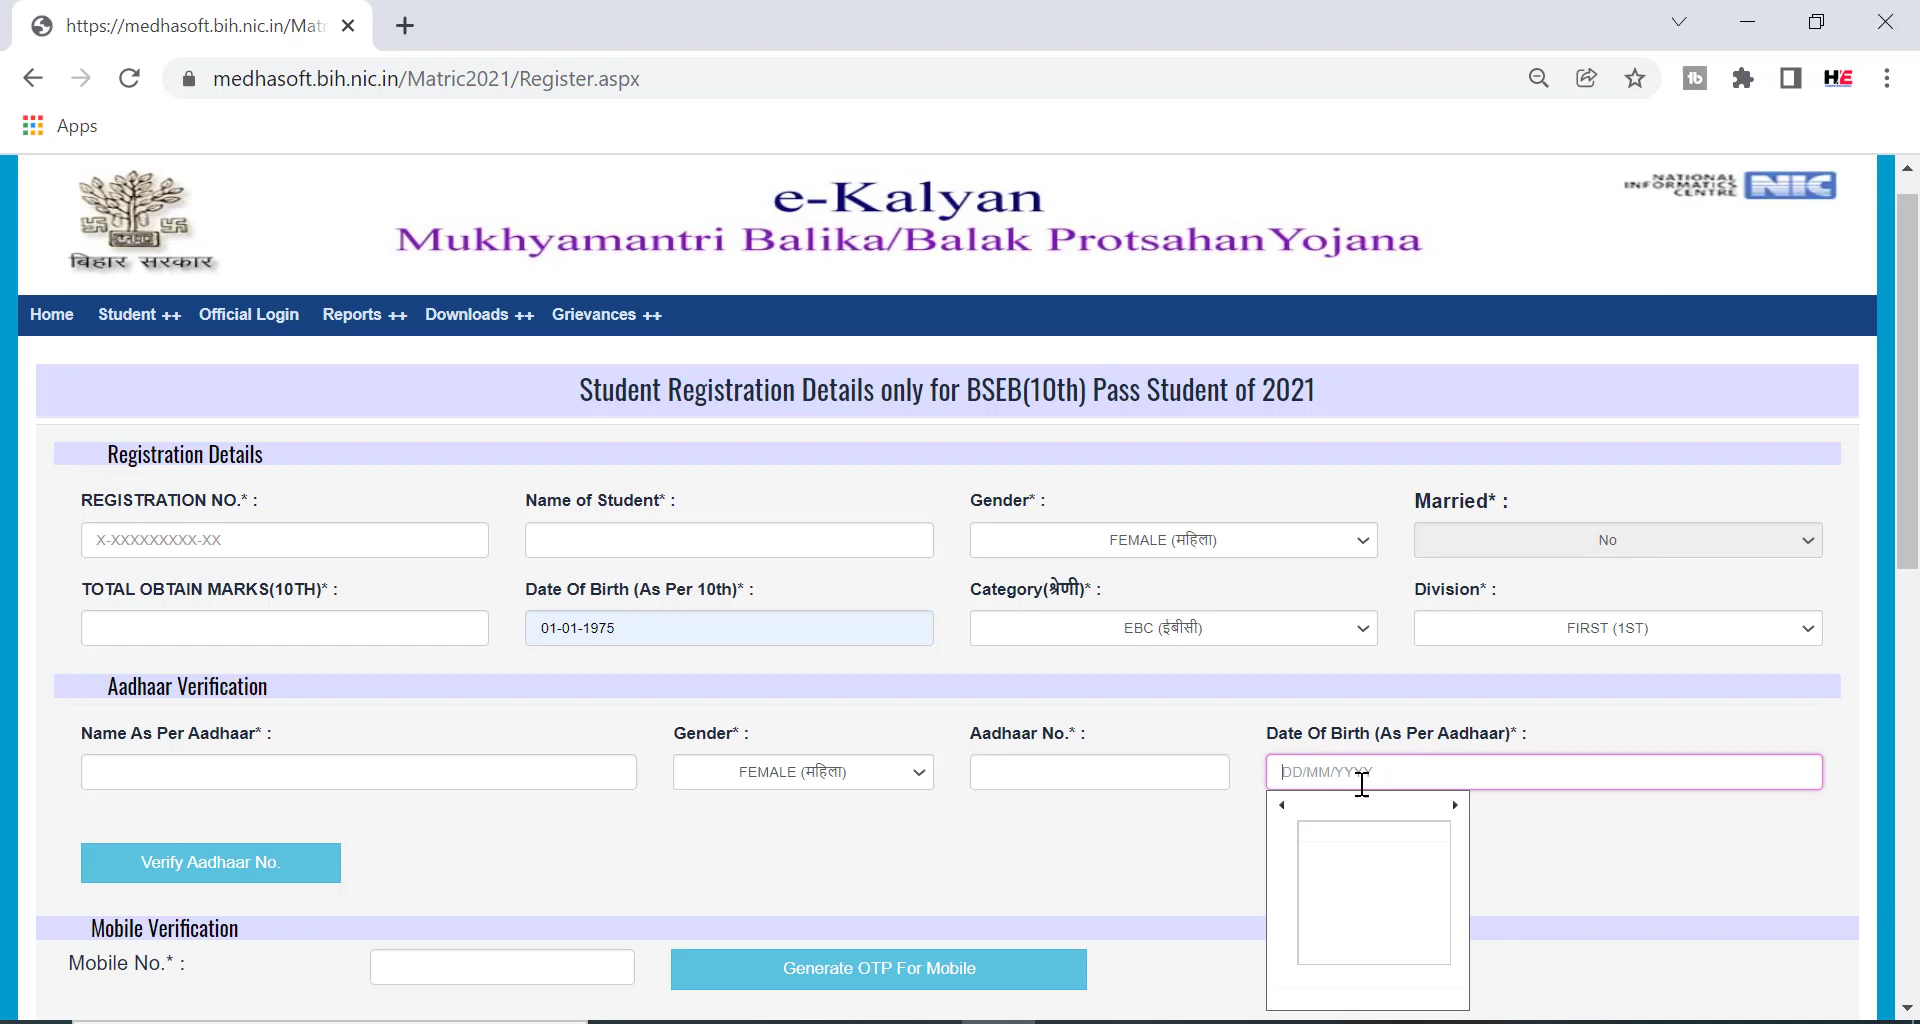 https://medhasoft.bih.nic.in/Matr
medhasoft.bih.nic.in/Matric2021/Register.aspx
Apps
बिहार सरकार
e-Kalyan
Mukhyamantri Balika/Balak Protsahan Yojana
NATIONAL
INFORMATICS
CENTRE
NIC
Home Student ++ Official Login Reports ++ Downloads ++ Grievances ++
Student Registration Details only for BSEB(10th) Pass Student of 2021
Registration Details
REGISTRATION NO.* : Name of Student* : Gender* : Married* :
X-XXXXXXXXX-XX FEMALE (महिला) No
TOTAL OBTAIN MARKS(10TH)* : Date Of Birth (As Per 10th)* : Category(श्रेणी)* : Division* :
01-01-1975 EBC (ईबीसी) FIRST (1ST)
Aadhaar Verification
Name As Per Aadhaar* : Gender* : Aadhaar No.* : Date Of Birth (As Per Aadhaar)* :
FEMALE (महिला) DD/MM/YYYY
Verify Aadhaar No.
Mobile Verification
Mobile No.* : Generate OTP For Mobile